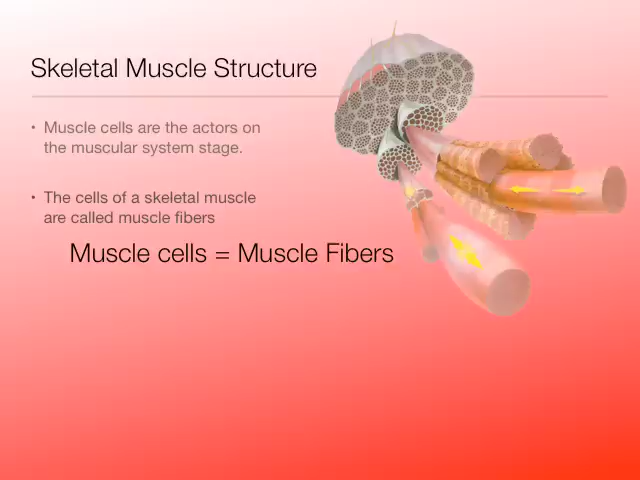 Skeletal Muscle Structure
• Muscle cells are the actors on
the muscular system stage.
• The cells of a skeletal muscle
are called muscle fibers
Muscle cells = Muscle Fibers